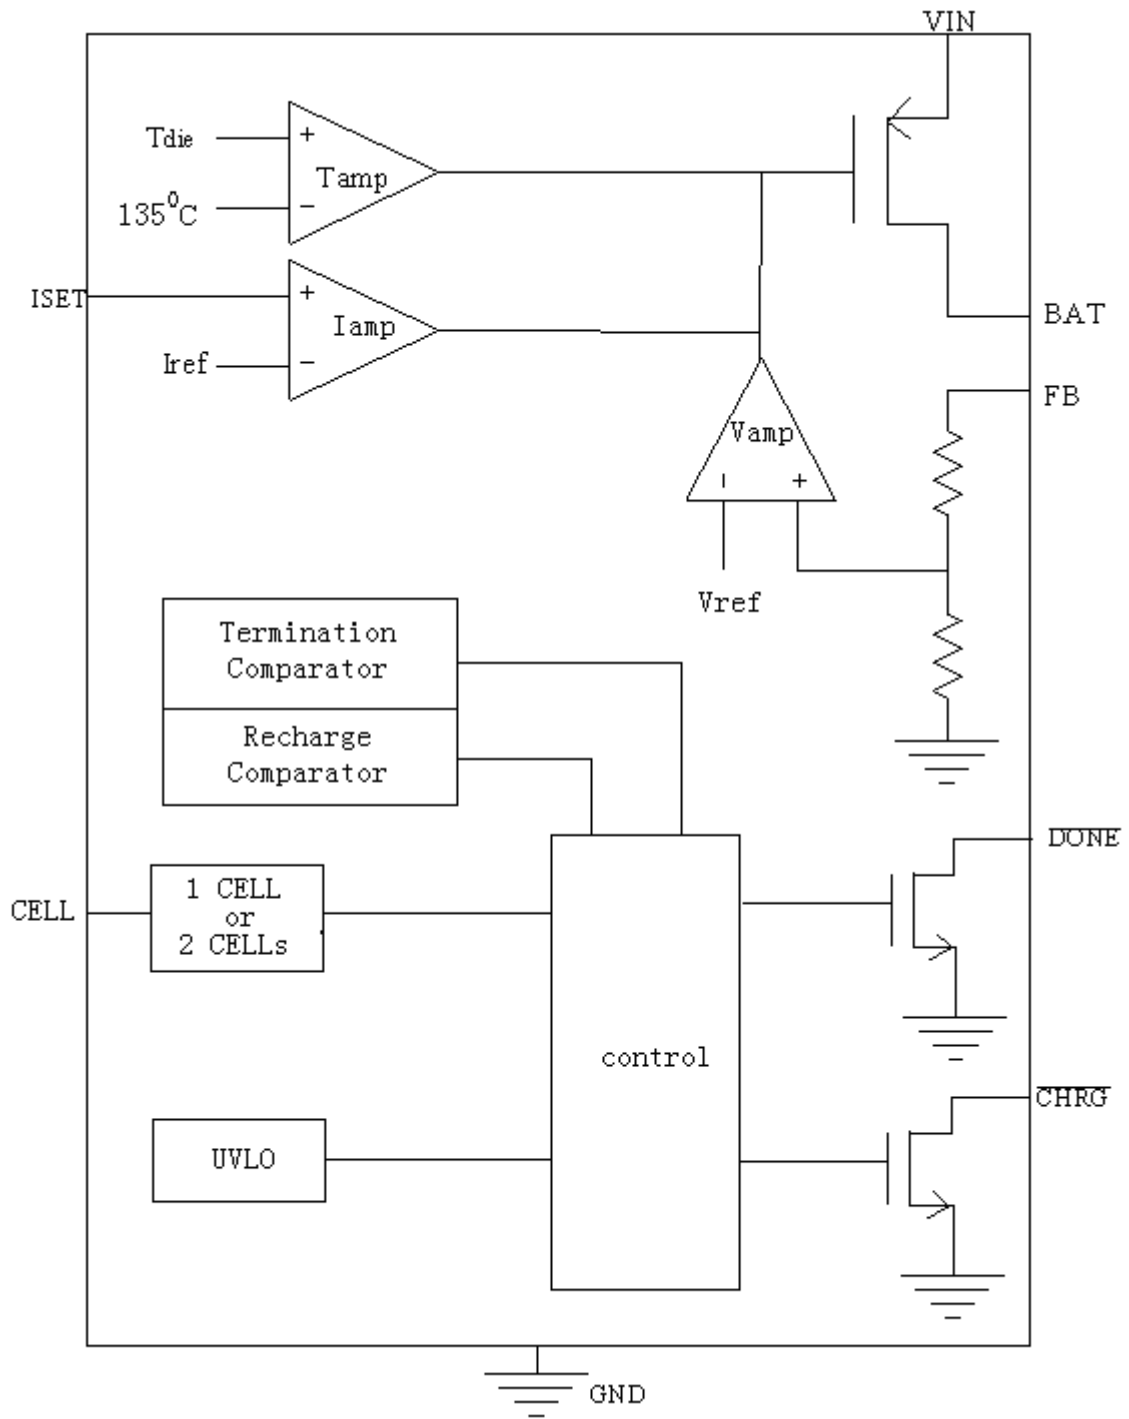 VIN
Tdie
+
Tamp
135⁰C
−
ISET
+
Iamp
Iref
−
BAT
FB
Vamp
− +
Vref
Termination
Comparator
Recharge
Comparator
DONE
CELL
1 CELL
or
2 CELLs
control
CHRG
UVLO
GND